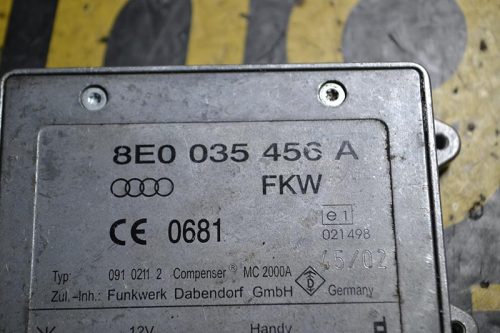 8E0 035 456 A
FKW
CE 0681
e1
021498
45/02
Typ: 091 0211 2 Compenser® MC 2000A
Zul.-Inh.: Funkwerk Dabendorf GmbH Germany
12V Handy